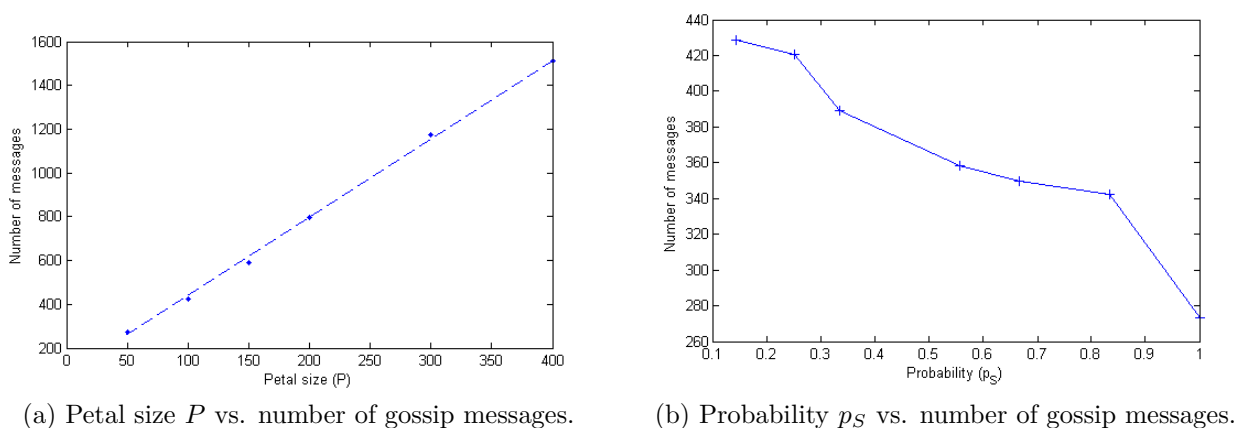 1600
1400
1200
1000
800
600
400
200
0 50 100 150 200 250 300 350 400
Number of messages
Petal size (P)
(a) Petal size P vs. number of gossip messages.
440
420
400
380
360
340
320
300
280
260
0.1 0.2 0.3 0.4 0.5 0.6 0.7 0.8 0.9 1
Number of messages
Probability (pS)
(b) Probability pS vs. number of gossip messages.